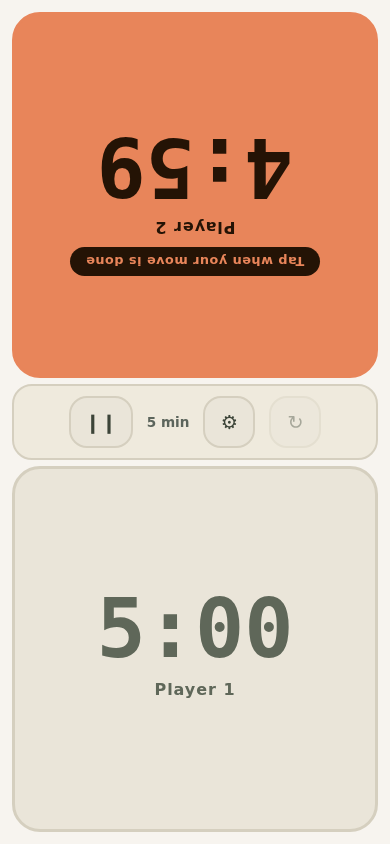 4:59
Player 2
Tap when your move is done
❙❙ 5 min ⚙ ↻
5:00
Player 1